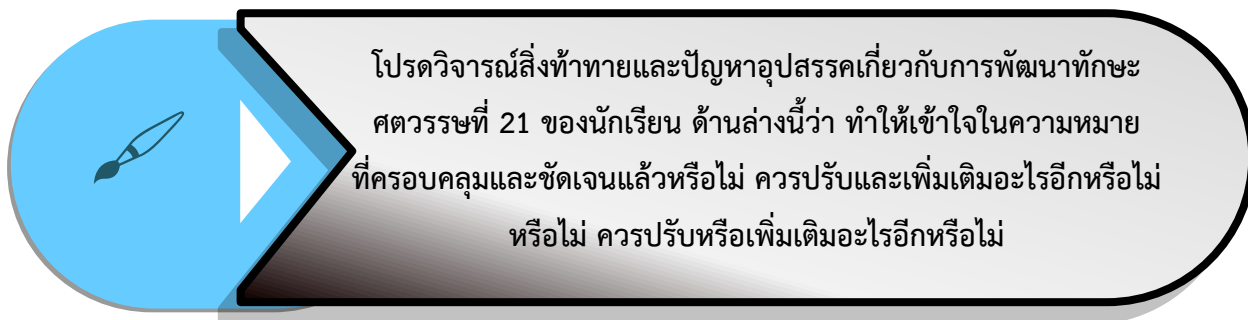 โปรดวิจารณ์สิ่งท้าทายและปัญหาอุปสรรคเกี่ยวกับการพัฒนาทักษะ
ศตวรรษที่ 21 ของนักเรียน ด้านล่างนี้ว่า ทำให้เข้าใจในความหมาย
ที่ครอบคลุมและชัดเจนแล้วหรือไม่ ควรปรับและเพิ่มเติมอะไรอีกหรือไม่
หรือไม่ ควรปรับหรือเพิ่มเติมอะไรอีกหรือไม่